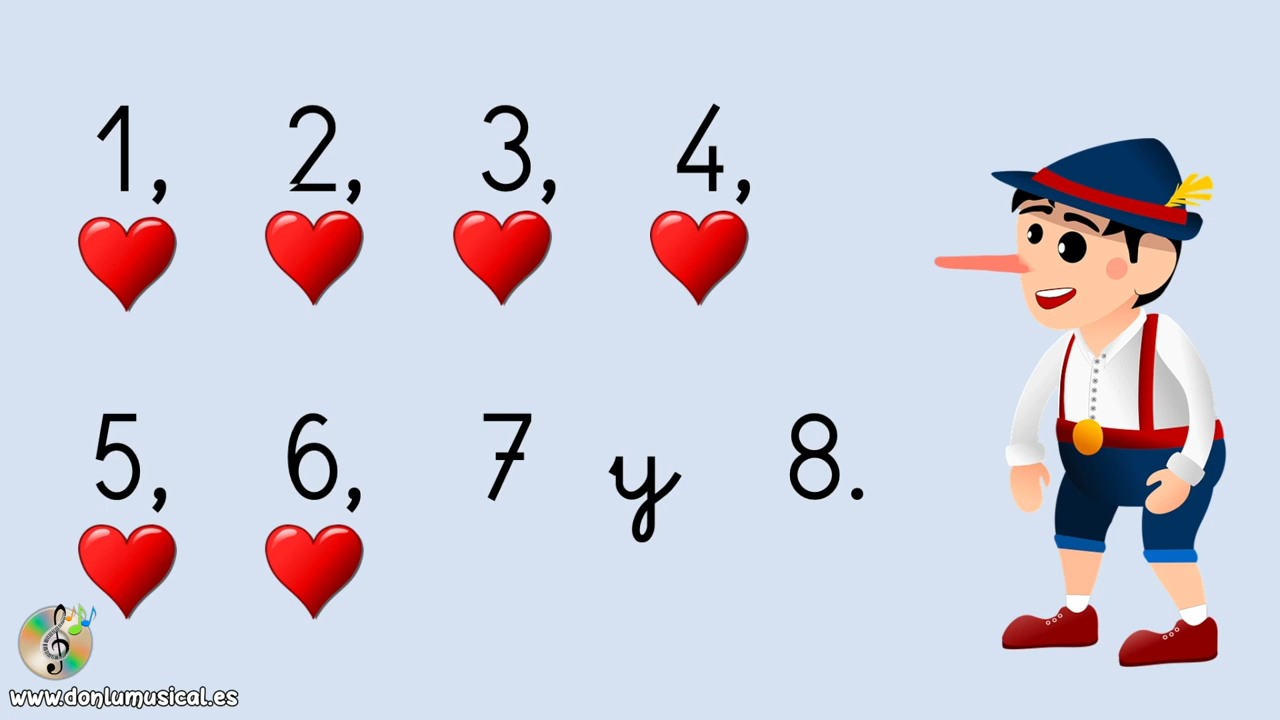 1, 2, 3, 4,
5, 6, 7 y 8.
www.donlumusical.es